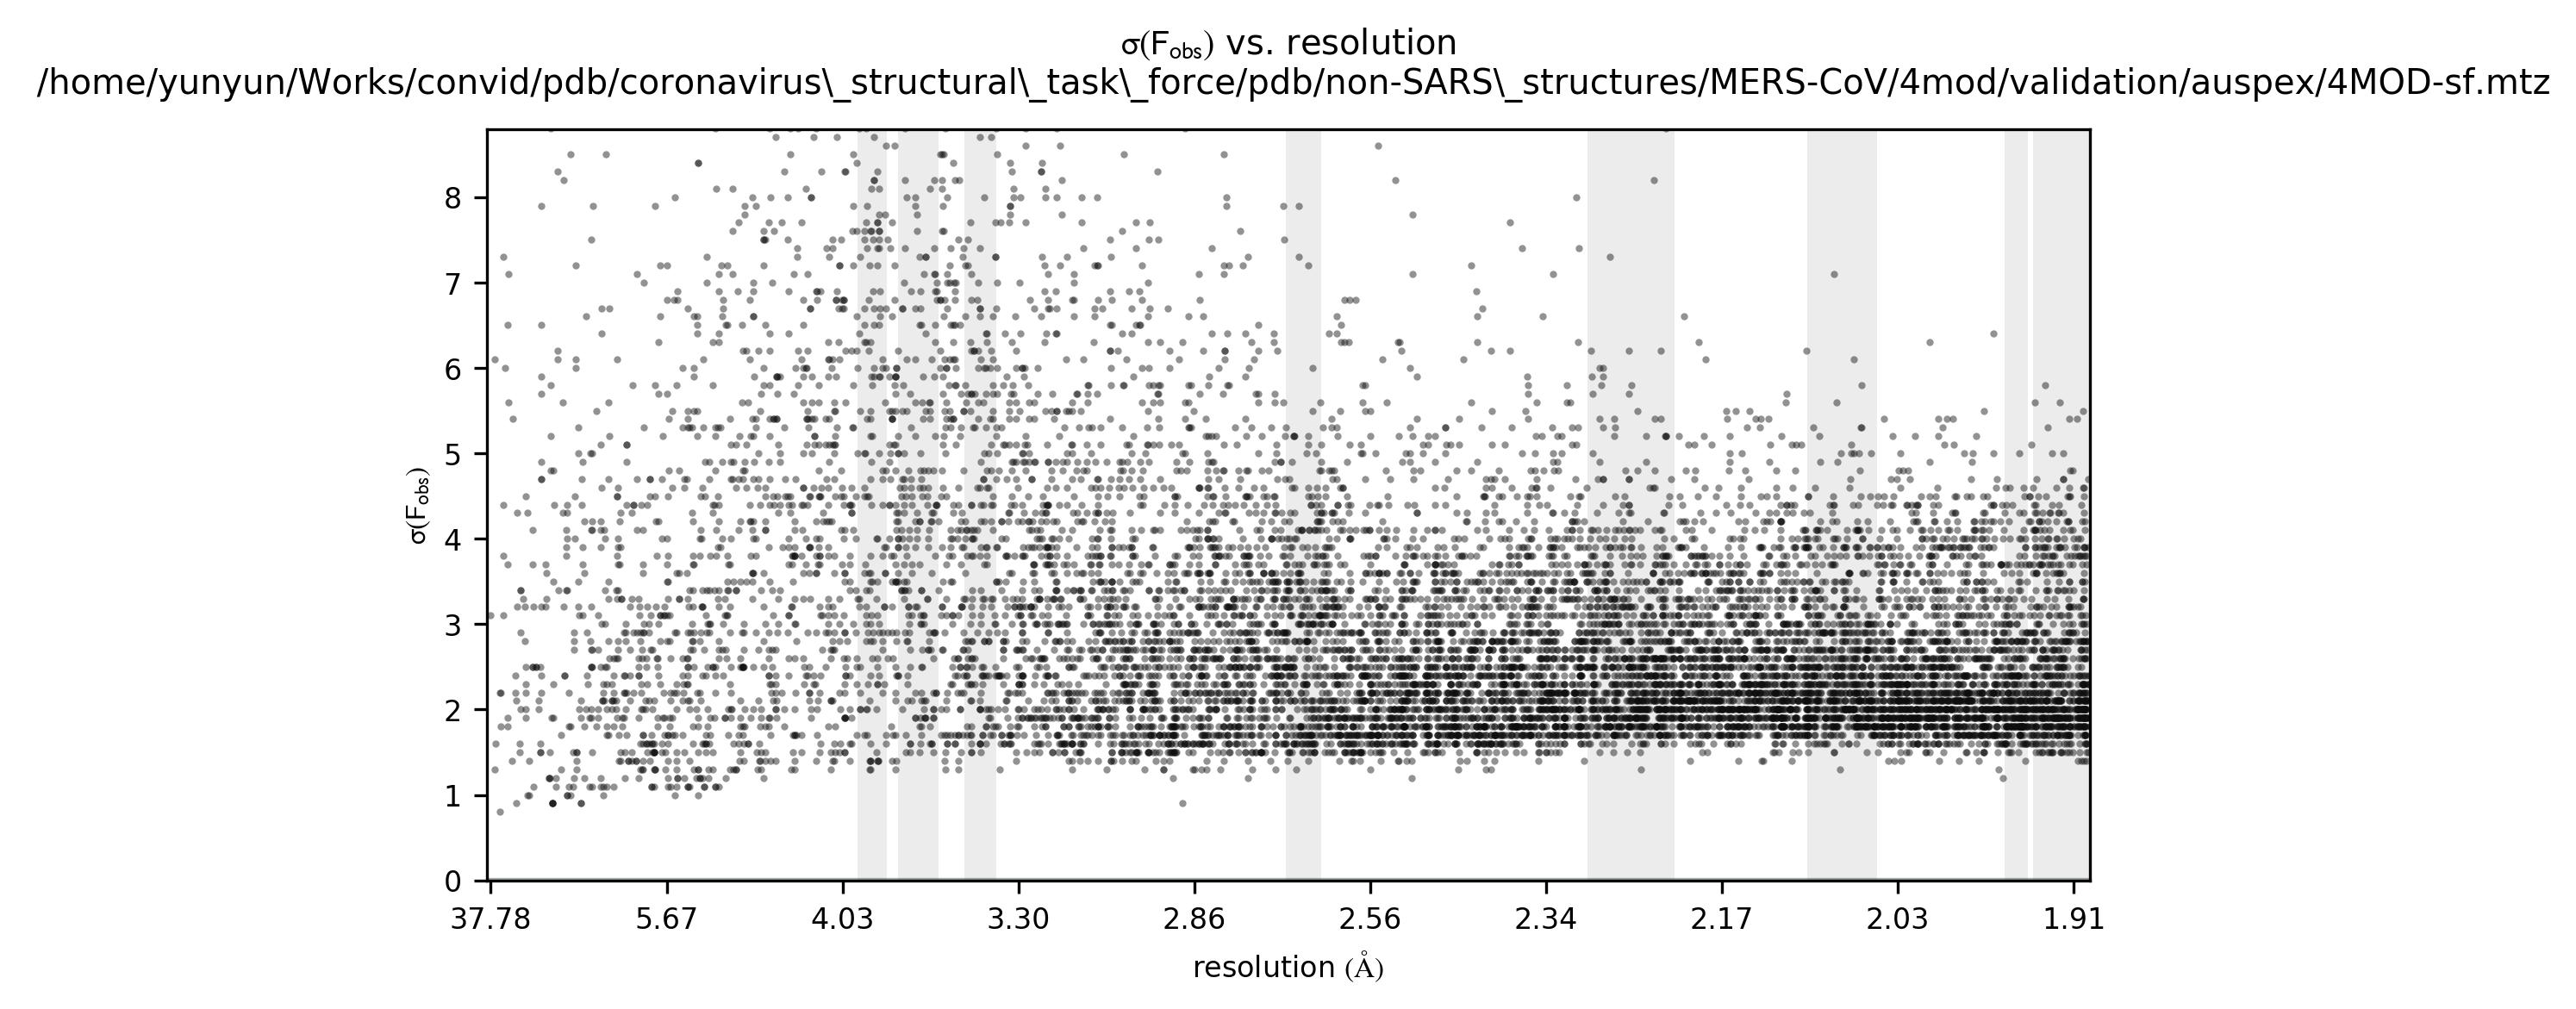 σ(Fobs) vs. resolution
/home/yunyun/Works/convid/pdb/coronavirus\_structural\_task\_force/pdb/non-SARS\_structures/MERS-CoV/4mod/validation/auspex/4MOD-sf.mtz
8
7
6
5
4
3
2
1
0
σ(Fobs)
37.78 5.67 4.03 3.30 2.86 2.56 2.34 2.17 2.03 1.91
resolution (Å)